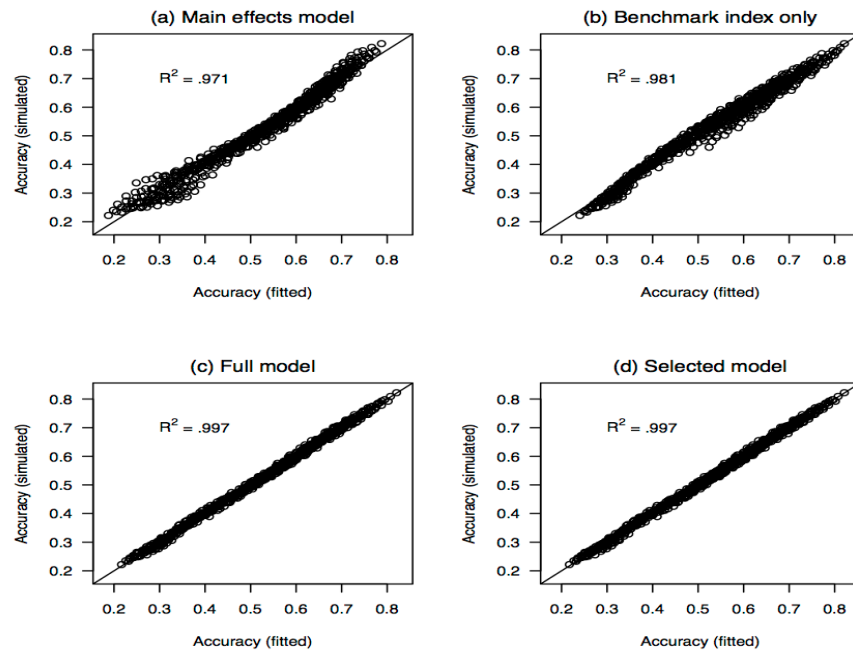 (a) Main effects model
R² = .971
Accuracy (simulated)
0.8
0.7
0.6
0.5
0.4
0.3
0.2
0.2 0.3 0.4 0.5 0.6 0.7 0.8
Accuracy (fitted)
(b) Benchmark index only
R² = .981
Accuracy (simulated)
0.8
0.7
0.6
0.5
0.4
0.3
0.2
0.2 0.3 0.4 0.5 0.6 0.7 0.8
Accuracy (fitted)
(c) Full model
R² = .997
Accuracy (simulated)
0.8
0.7
0.6
0.5
0.4
0.3
0.2
0.2 0.3 0.4 0.5 0.6 0.7 0.8
Accuracy (fitted)
(d) Selected model
R² = .997
Accuracy (simulated)
0.8
0.7
0.6
0.5
0.4
0.3
0.2
0.2 0.3 0.4 0.5 0.6 0.7 0.8
Accuracy (fitted)